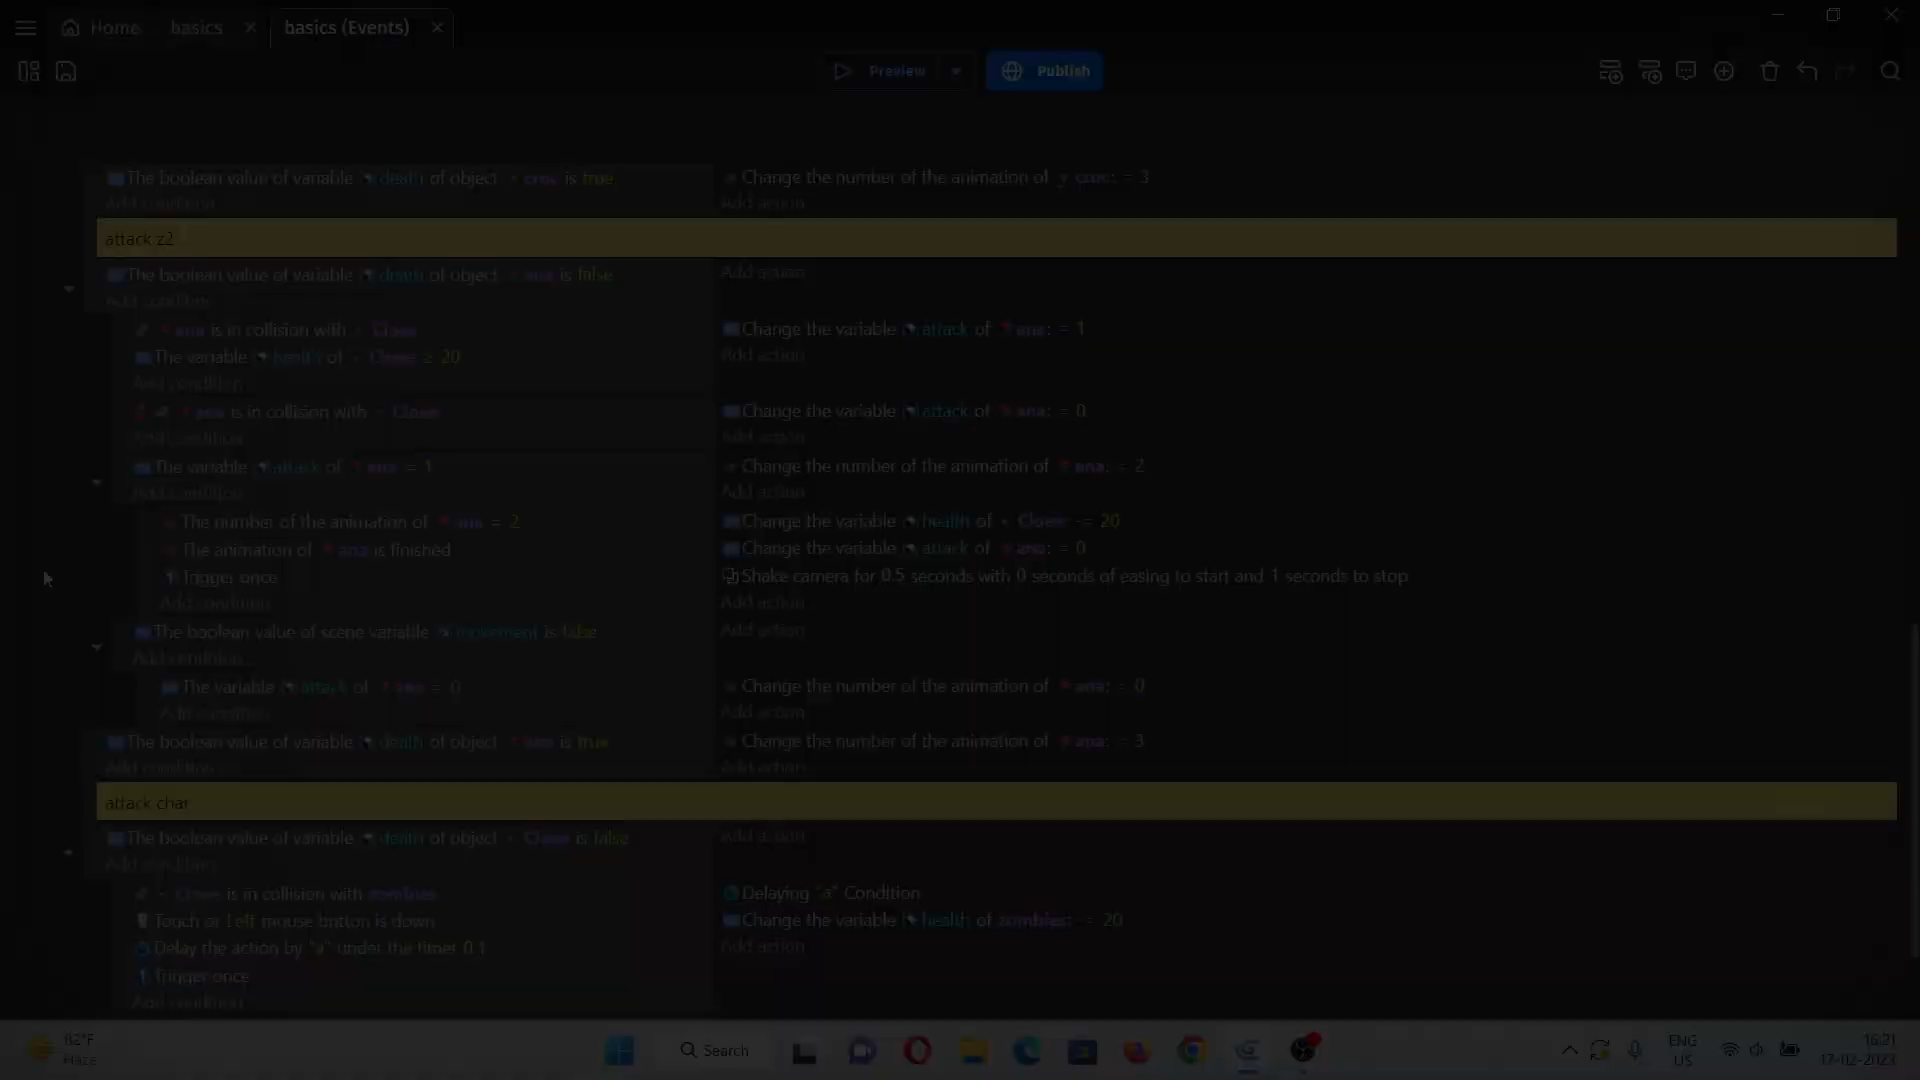 Home
basics
basics (Events)
Preview
Publish
The boolean value of variable death of object croc is true
Change the number of the animation of croc: = 3
Add condition
Add action
attack z2
The boolean value of variable death of object ana is false
Add action
Add condition
ana is in collision with Clove
Change the variable attack of ana: = 1
The variable health of Clove ≥ 20
Add action
Add condition
ana is in collision with Clove
Change the variable attack of ana: = 0
Add condition
Add action
The variable attack of ana = 1
Change the number of the animation of ana: = 2
Add condition
Add action
The number of the animation of ana = 2
Change the variable health of Clove: -= 20
The animation of ana is finished
Change the variable attack of ana: = 0
Trigger once
Shake camera for 0.5 seconds with 0 seconds of easing to start and 1 seconds to stop
Add condition
Add action
The boolean value of scene variable movement is false
Add action
Add condition
The variable attack of ana = 0
Change the number of the animation of ana: = 0
Add condition
Add action
The boolean value of variable death of object ana is true
Change the number of the animation of ana: = 3
Add condition
Add action
attack char
The boolean value of variable death of object Clove is false
Add action
Add condition
Clove is in collision with zombies
Delaying "a" Condition
Touch or Left mouse button is down
Change the variable health of zombies: -= 20
Delay the action by "a" under the timer 0.1
Add action
Trigger once
Add condition
82°F
Haze
Search
ENG
US
16:21
17-02-2023